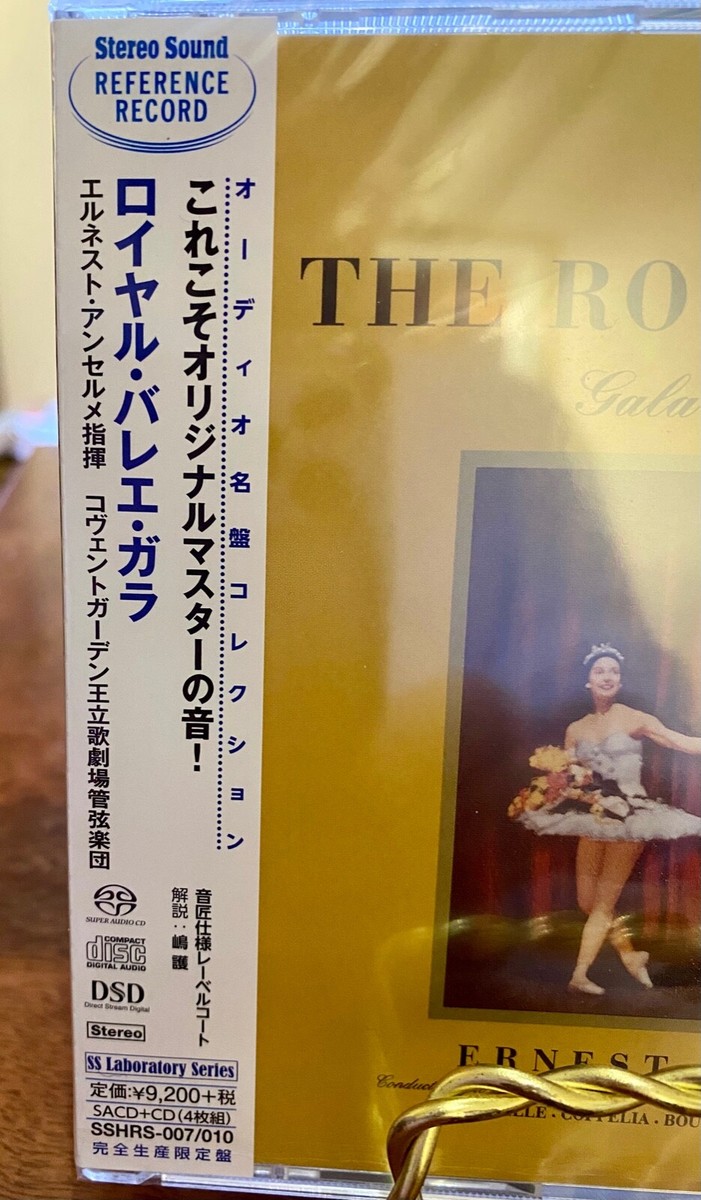 Stereo Sound
REFERENCE
RECORD
オーディオ名盤コレクション
これこそオリジナルマスターの音!
ロイヤル・バレエ・ガラ
エルネスト・アンセルメ指揮 コヴェントガーデン王立歌劇場管弦楽団
音匠仕様レーベルコート
解説:嶋 護
SUPER AUDIO CD
COMPACT
disc
DIGITAL AUDIO
DSD
Direct Stream Digital
Stereo
SS Laboratory Series
定価:¥9,200+税
SACD+CD(4枚組)
SSHRS-007/010
完全生産限定盤
THE RO
Gala
ERNEST
COPPÉLIA · BOU